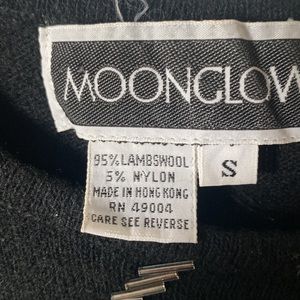 MOONGLOW
95% LAMBSWOOL
5% NYLON
MADE IN HONG KONG
RN 49004
CARE SEE REVERSE
S